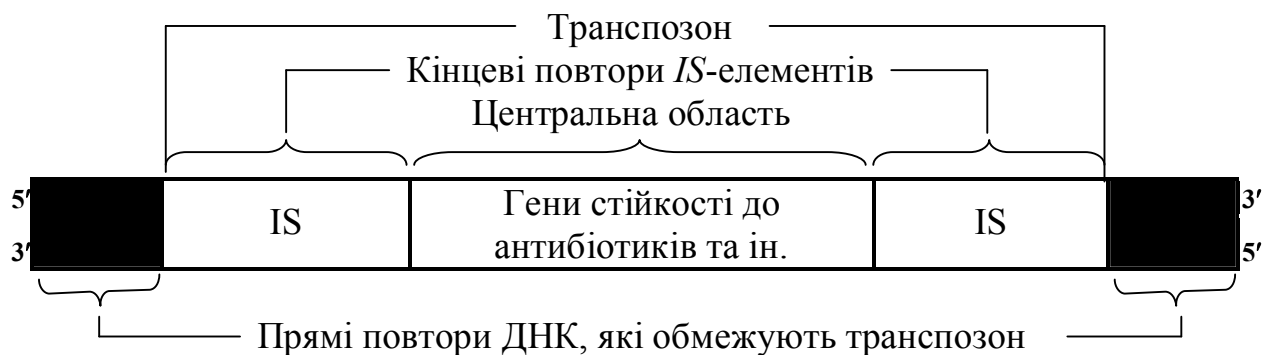 Транспозон
Кінцеві повтори IS-елементів
Центральна область
5′ 3′
IS Гени стійкості до IS
антибіотиків та ін.
3′ 5′
Прямі повтори ДНК, які обмежують транспозон